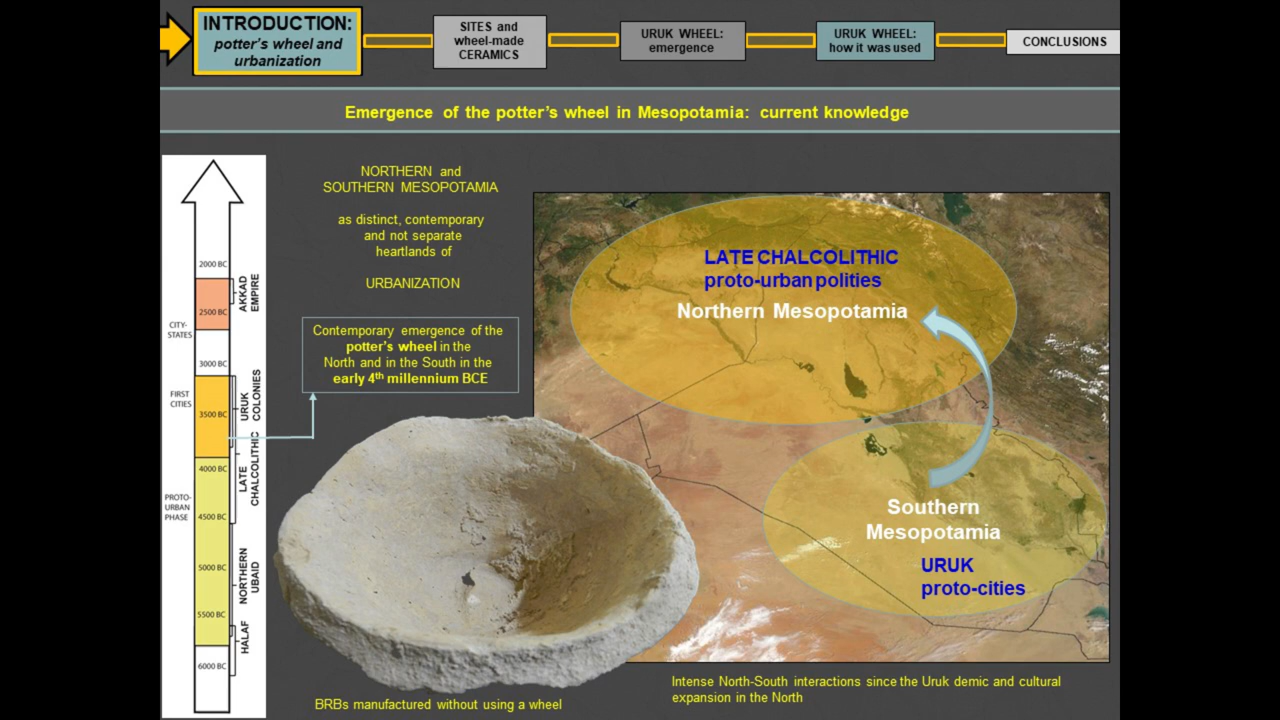 INTRODUCTION:
potter's wheel and
urbanization
SITES and
wheel-made
CERAMICS
URUK WHEEL:
emergence
URUK WHEEL:
how it was used
CONCLUSIONS
Emergence of the potter's wheel in Mesopotamia: current knowledge
2000 BC
2500 BC
3000 BC
3500 BC
4000 BC
4500 BC
5000 BC
5500 BC
6000 BC
CITY-
STATES
FIRST
CITIES
PROTO-
URBAN
PHASE
AKKAD
EMPIRE
URUK
COLONIES
LATE
CHALCOLITHIC
NORTHERN
UBAID
HALAF
NORTHERN and
SOUTHERN MESOPOTAMIA
as distinct, contemporary
and not separate
heartlands of
URBANIZATION
Contemporary emergence of the
potter's wheel in the
North and in the South in the
early 4th millennium BCE
LATE CHALCOLITHIC
proto-urban polities
Northern Mesopotamia
Southern
Mesopotamia
URUK
proto-cities
BRBs manufactured without using a wheel
Intense North-South interactions since the Uruk demic and cultural
expansion in the North